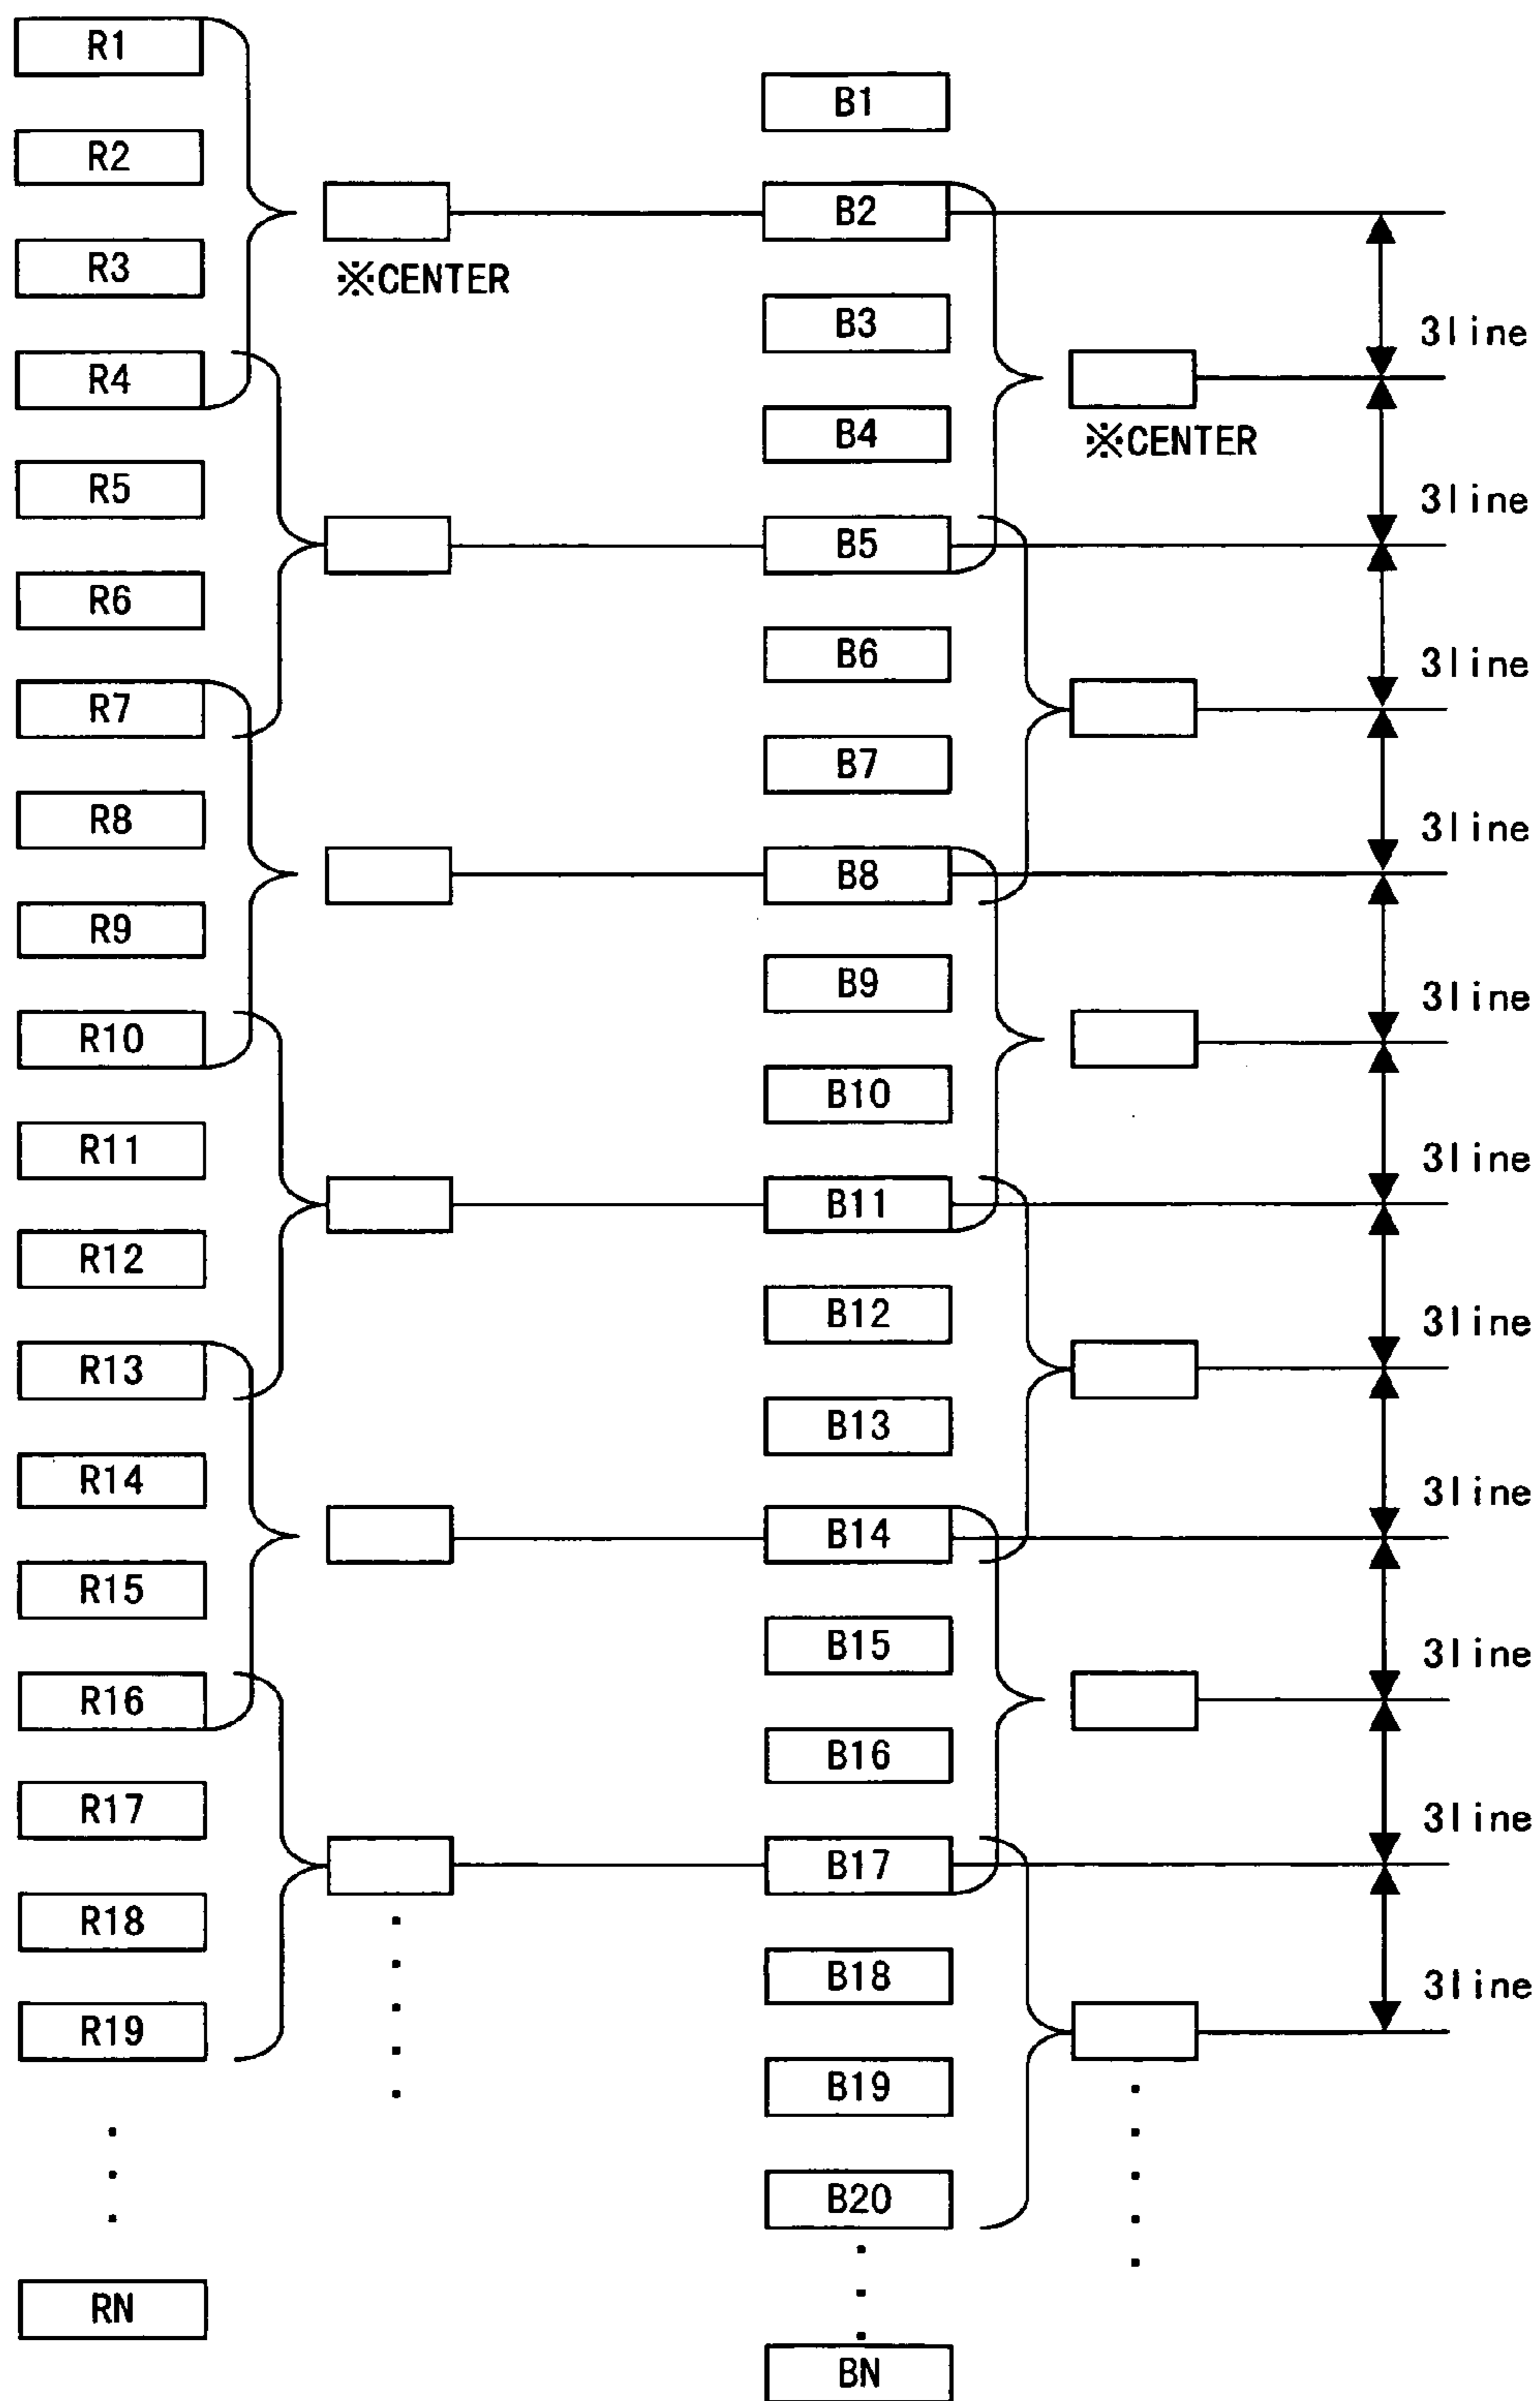 R1
B1
R2
B2
R3
※CENTER
B3
3line
R4
B4
※CENTER
R5
3line
B5
R6
B6
3line
R7
B7
R8
3line
B8
R9
B9
3line
R10
B10
R11
3line
B11
R12
B12
3line
R13
B13
R14
3line
B14
R15
B15
3line
R16
B16
R17
3line
B17
R18
B18
3line
R19
B19
B20
RN
BN